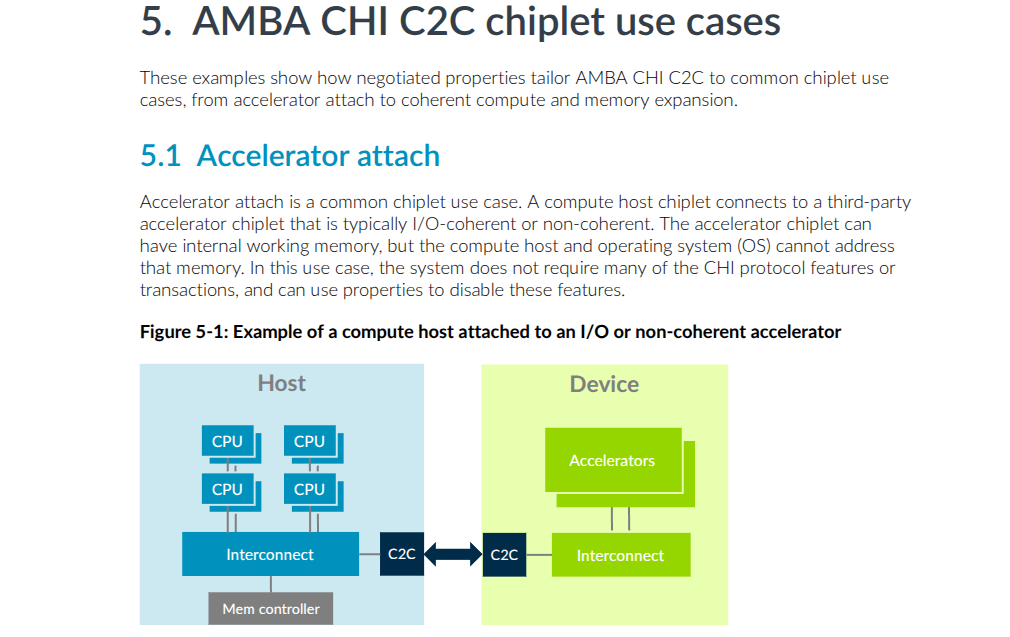 5. AMBA CHI C2C chiplet use cases
These examples show how negotiated properties tailor AMBA CHI C2C to common chiplet use
cases, from accelerator attach to coherent compute and memory expansion.
5.1 Accelerator attach
Accelerator attach is a common chiplet use case. A compute host chiplet connects to a third-party
accelerator chiplet that is typically I/O-coherent or non-coherent. The accelerator chiplet can
have internal working memory, but the compute host and operating system (OS) cannot address
that memory. In this use case, the system does not require many of the CHI protocol features or
transactions, and can use properties to disable these features.
Figure 5-1: Example of a compute host attached to an I/O or non-coherent accelerator
Host
CPU
CPU
CPU
CPU
Interconnect
C2C
Mem controller
Device
Accelerators
C2C
Interconnect